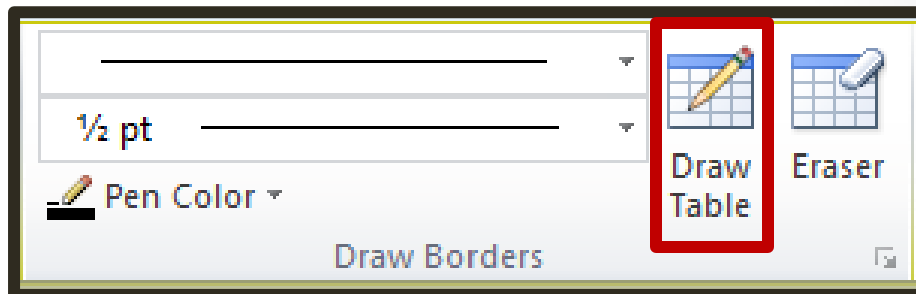 ½ pt
Pen Color
Draw
Table
Eraser
Draw Borders